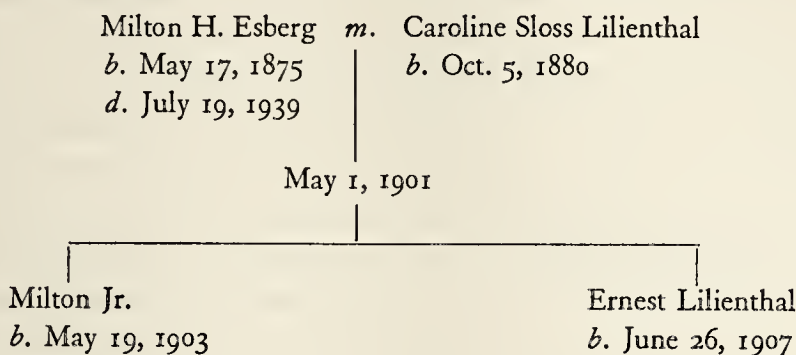 Milton H. Esberg m. Caroline Sloss Lilienthal
b. May 17, 1875 b. Oct. 5, 1880
d. July 19, 1939
May 1, 1901
Milton Jr. Ernest Lilienthal
b. May 19, 1903 b. June 26, 1907